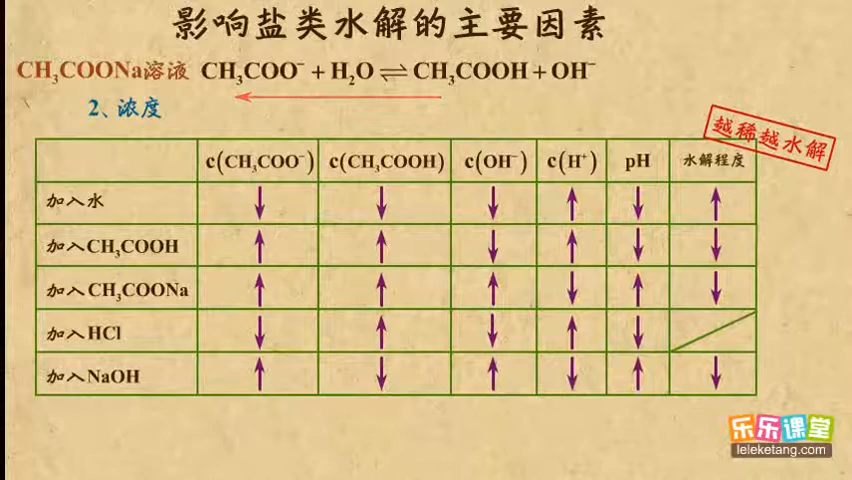 影响盐类水解的主要因素
CH₃COONa溶液 CH₃COO⁻ + H₂O ⇌ CH₃COOH + OH⁻
2、浓度
越稀越水解
c(CH₃COO⁻) c(CH₃COOH) c(OH⁻) c(H⁺) pH 水解程度
加入水 ↓ ↓ ↓ ↑ ↓ ↑
加入CH₃COOH ↑ ↑ ↓ ↑ ↓ ↓
加入CH₃COONa ↑ ↑ ↑ ↓ ↑ ↓
加入HCl ↓ ↑ ↓ ↑ ↓
加入NaOH ↑ ↓ ↑ ↓ ↑ ↓
乐乐课堂
leleketang.com